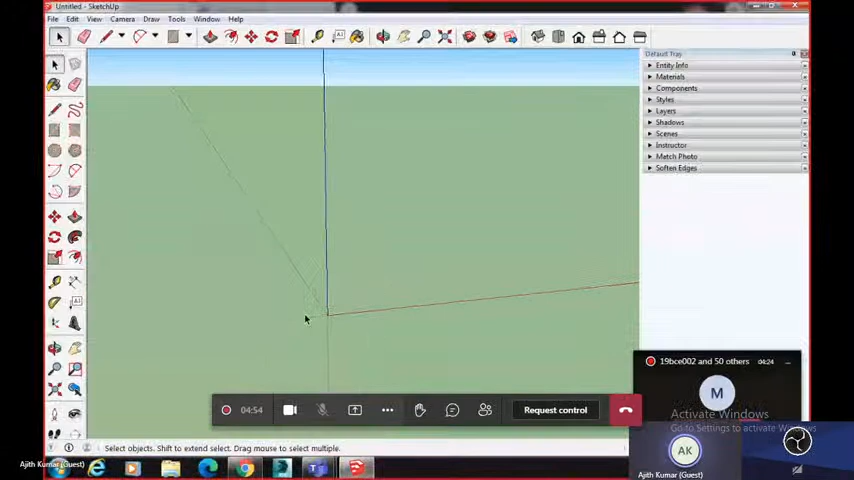 Untitled - SketchUp
File Edit View Camera Draw Tools Window Help
Default Tray
Entity Info
Materials
Components
Styles
Layers
Shadows
Scenes
Instructor
Match Photo
Soften Edges
19bce002 and 50 others 04:24
M
04:54
Request control
Activate Windows
Go to Settings to activate Windows.
AK
Ajith Kumar (Guest)
Select objects. Shift to extend select. Drag mouse to select multiple.
Ajith Kumar (Guest)